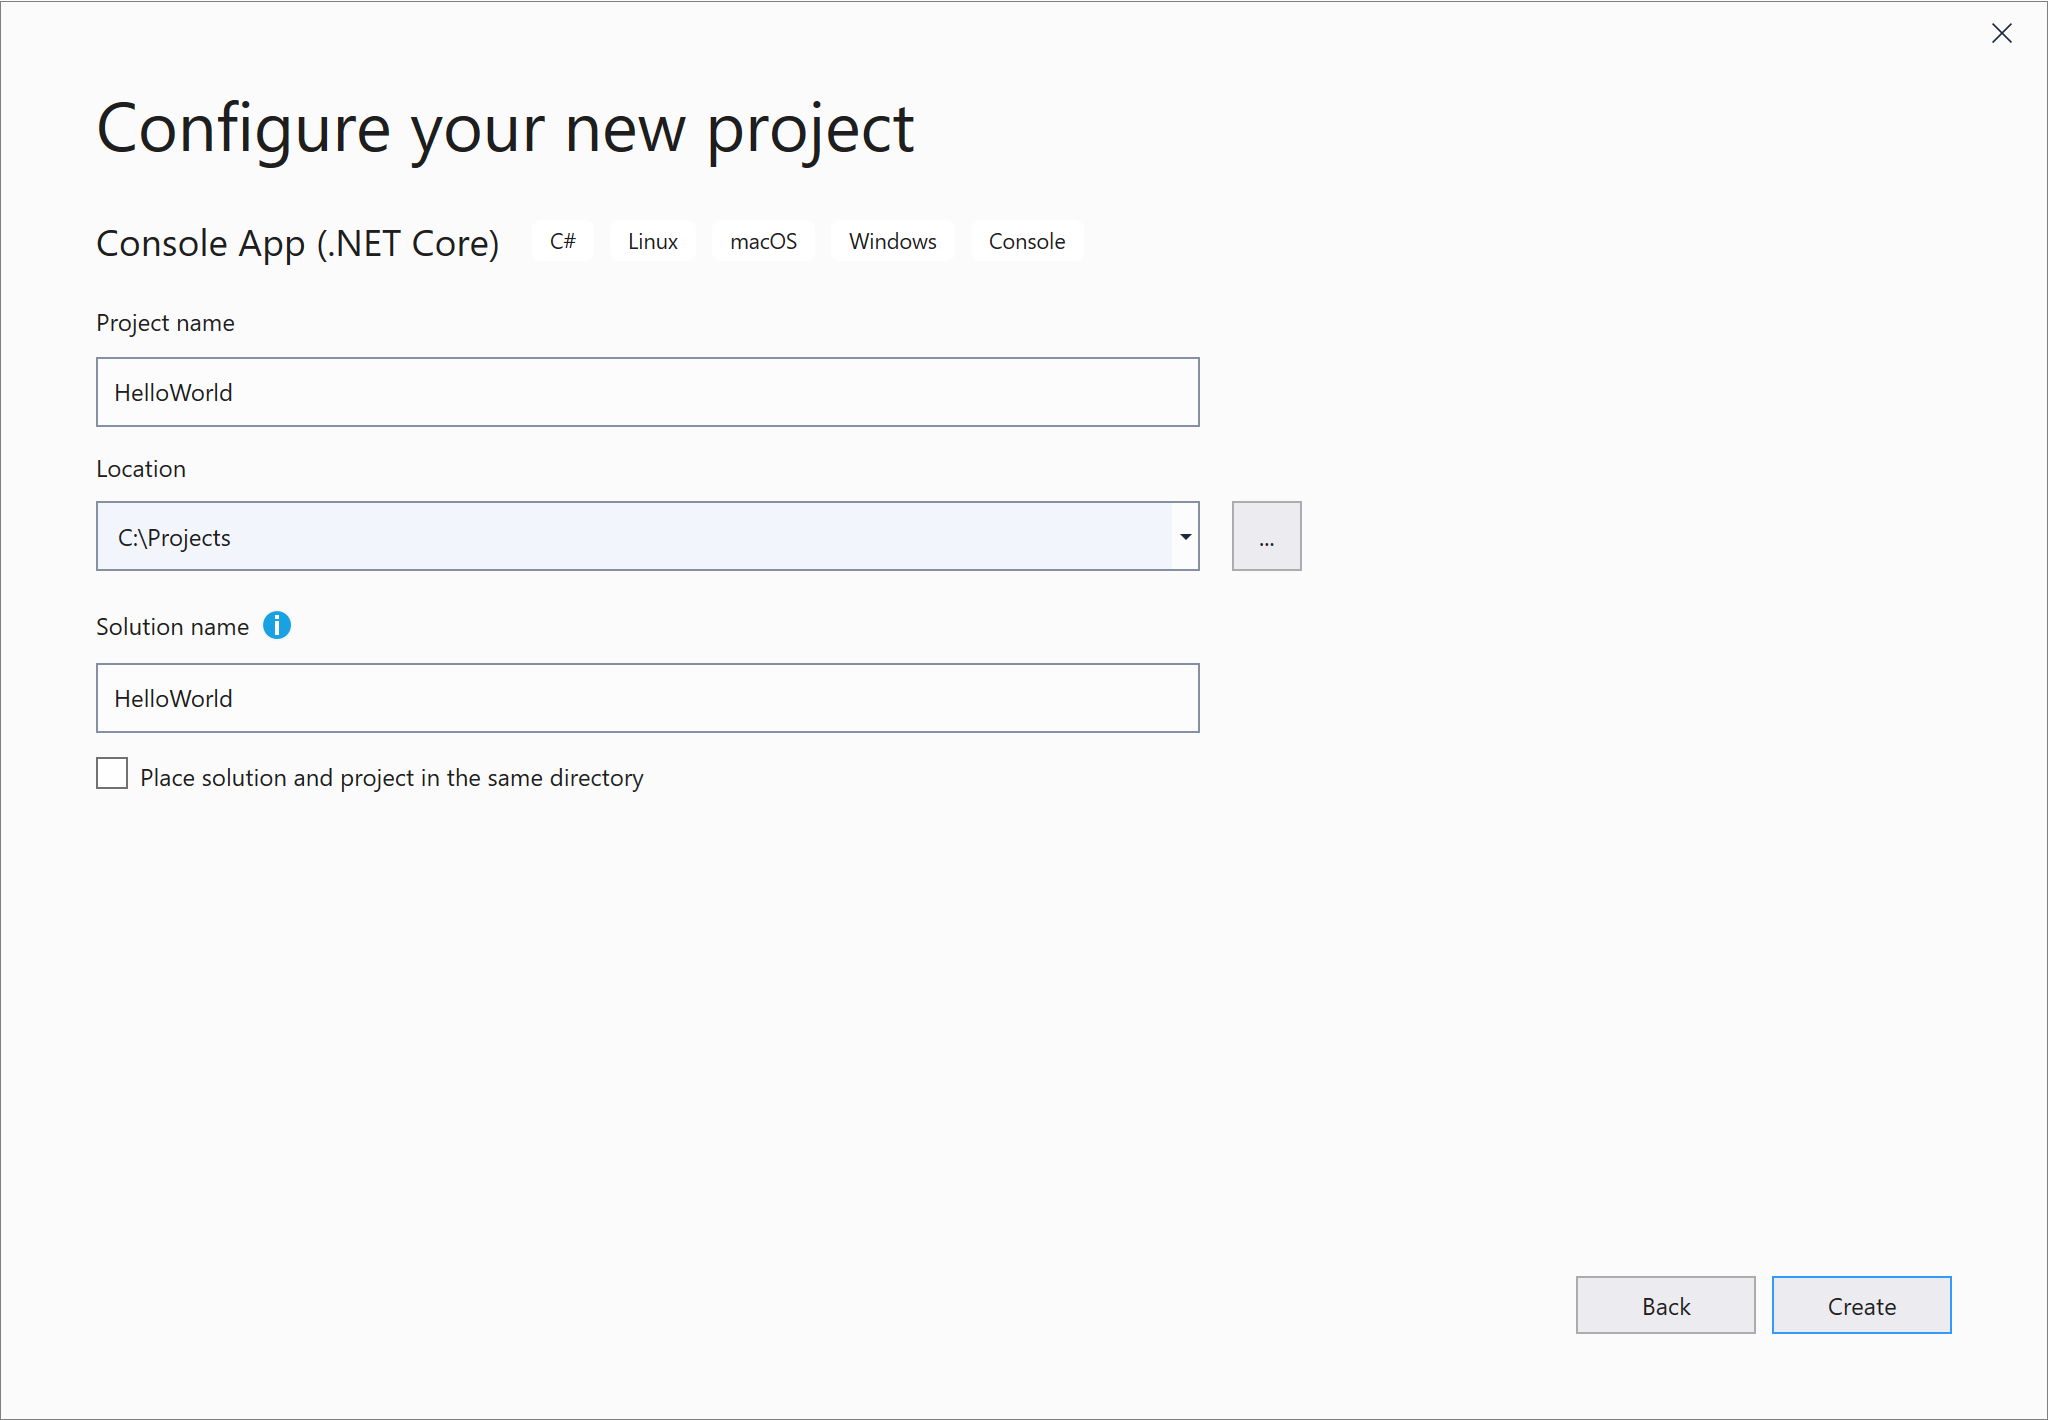 Configure your new project
Console App (.NET Core) C# Linux macOS Windows Console
Project name
HelloWorld
Location
C:\Projects
...
Solution name
HelloWorld
Place solution and project in the same directory
Back Create